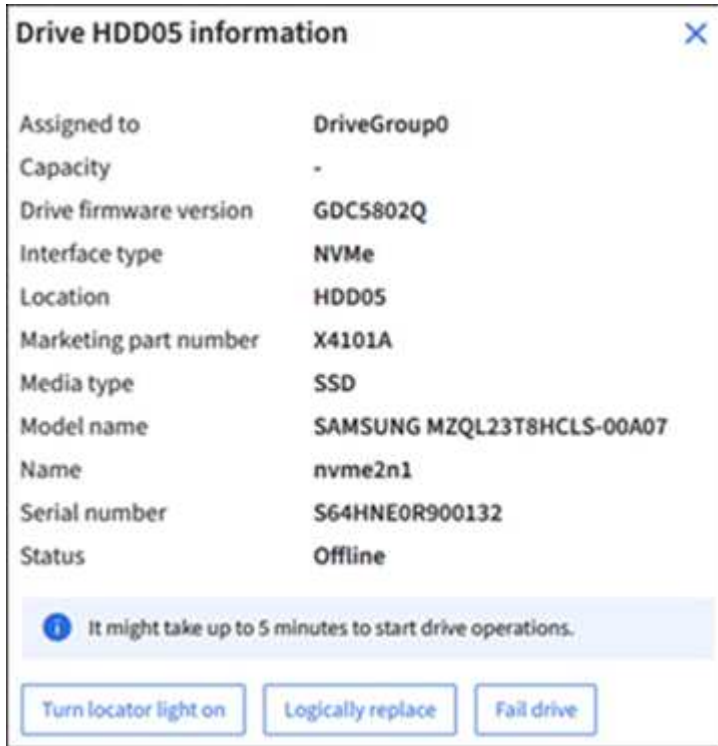 Drive HDD05 information
Assigned to DriveGroup0
Capacity -
Drive firmware version GDC5802Q
Interface type NVMe
Location HDD05
Marketing part number X4101A
Media type SSD
Model name SAMSUNG MZQL23T8HCLS-00A07
Name nvme2n1
Serial number S64HNE0R900132
Status Offline
It might take up to 5 minutes to start drive operations.
Turn locator light on Logically replace Fail drive